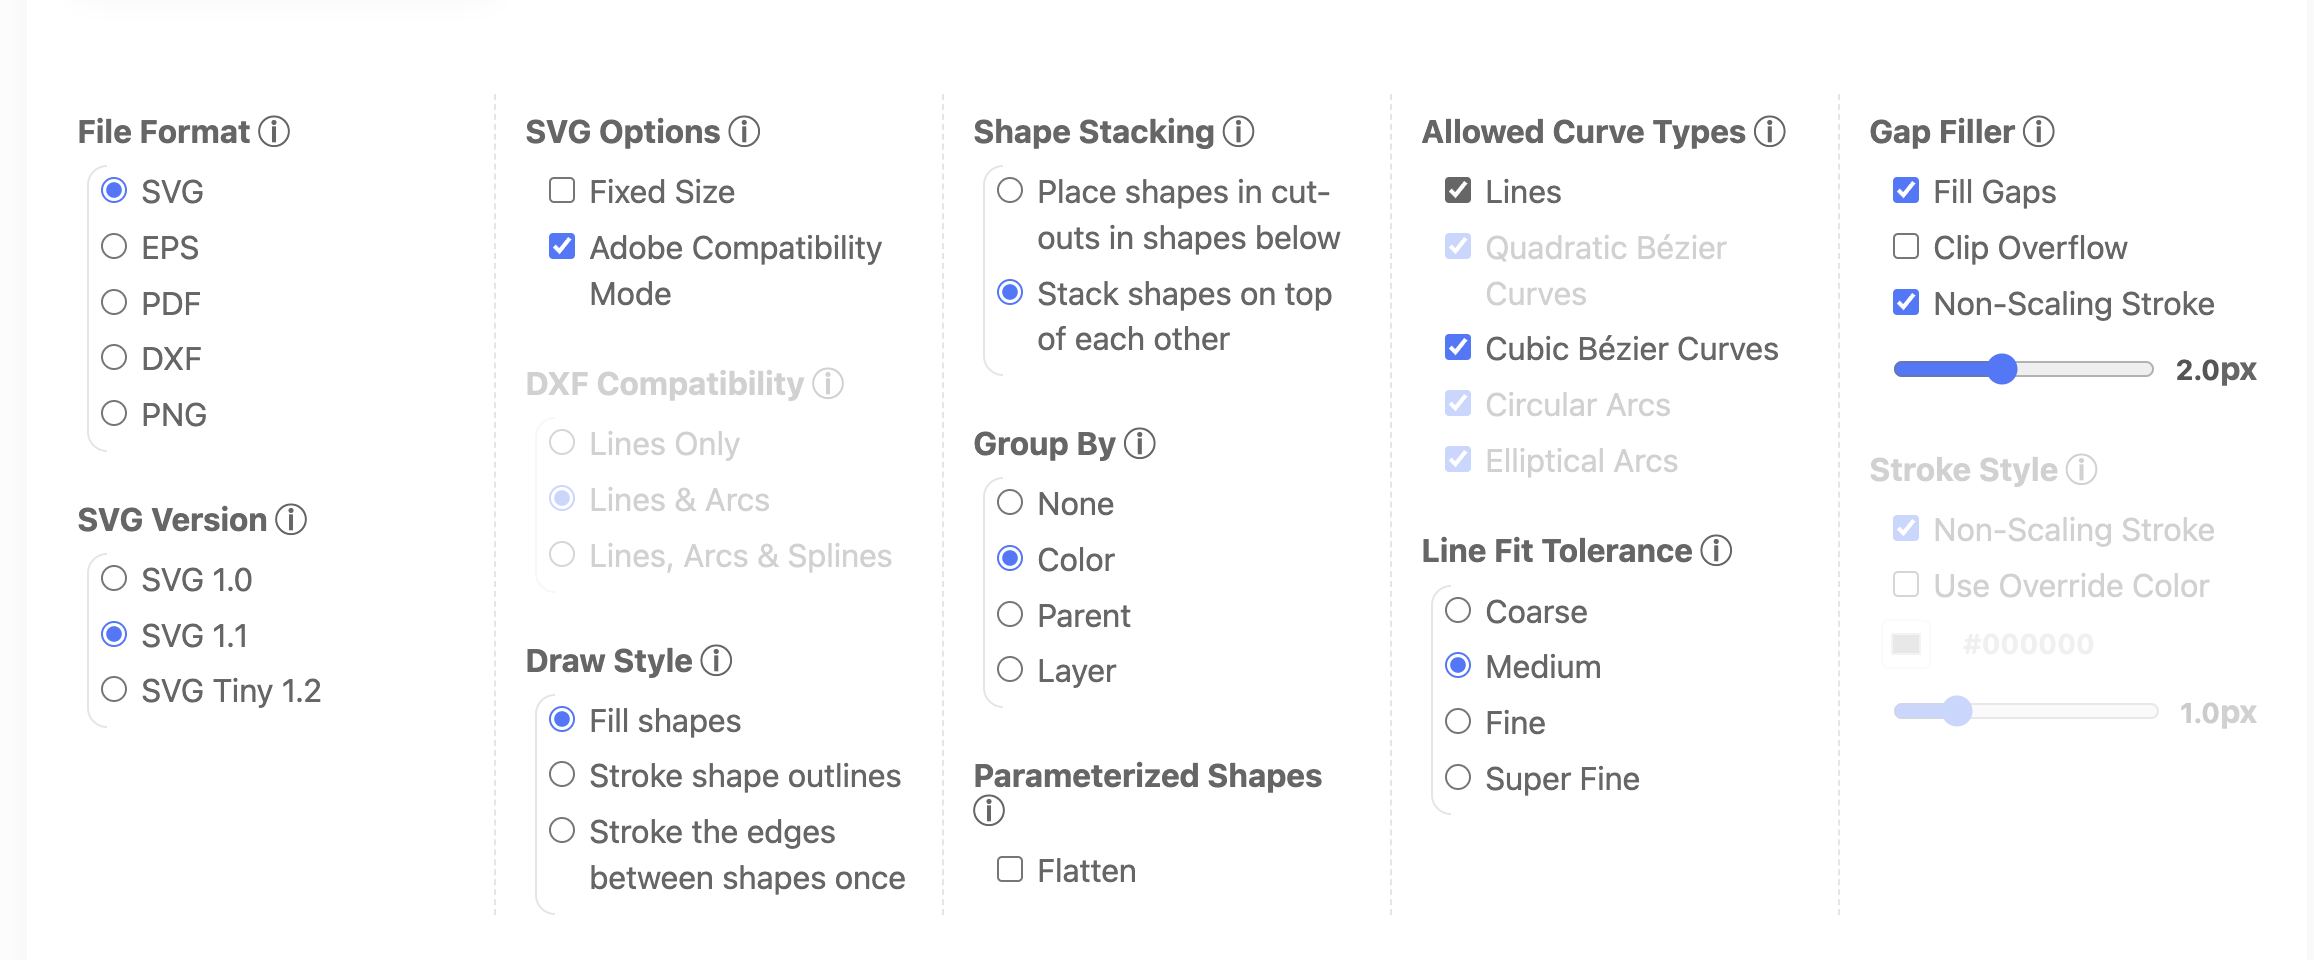 File Format ⓘ
SVG
EPS
PDF
DXF
PNG
SVG Version ⓘ
SVG 1.0
SVG 1.1
SVG Tiny 1.2
SVG Options ⓘ
Fixed Size
Adobe Compatibility
Mode
DXF Compatibility ⓘ
Lines Only
Lines & Arcs
Lines, Arcs & Splines
Draw Style ⓘ
Fill shapes
Stroke shape outlines
Stroke the edges
between shapes once
Shape Stacking ⓘ
Place shapes in cut-
outs in shapes below
Stack shapes on top
of each other
Group By ⓘ
None
Color
Parent
Layer
Parameterized Shapes
ⓘ
Flatten
Allowed Curve Types ⓘ
Lines
Quadratic Bézier
Curves
Cubic Bézier Curves
Circular Arcs
Elliptical Arcs
Line Fit Tolerance ⓘ
Coarse
Medium
Fine
Super Fine
Gap Filler ⓘ
Fill Gaps
Clip Overflow
Non-Scaling Stroke
2.0px
Stroke Style ⓘ
Non-Scaling Stroke
Use Override Color
#000000
1.0px